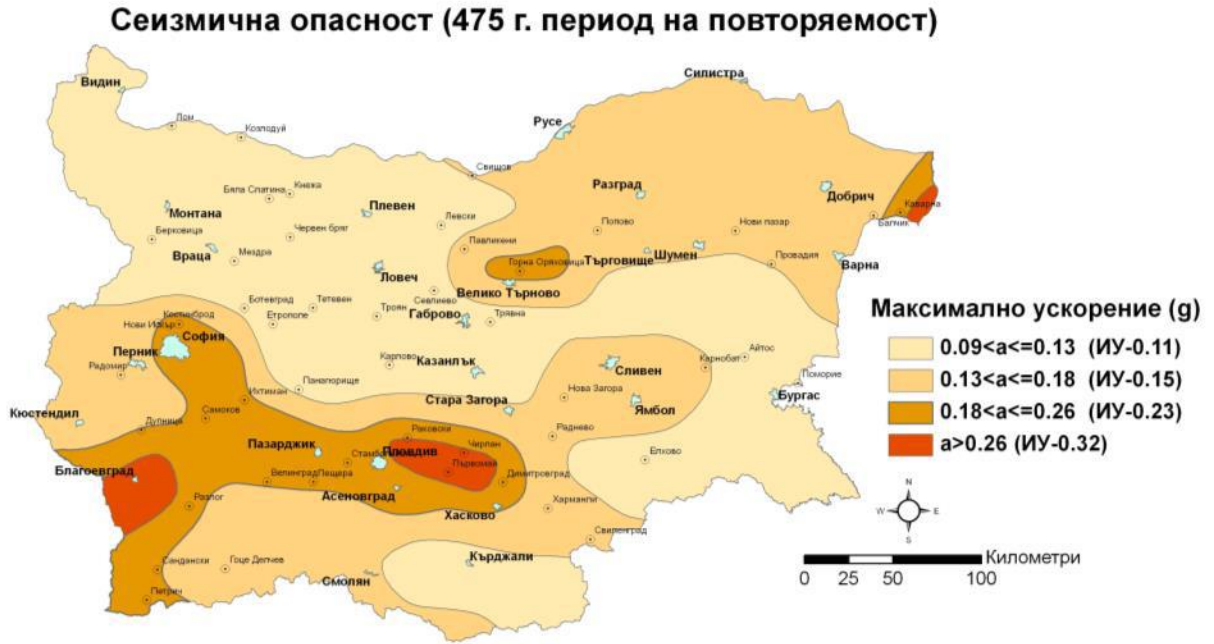 Сеизмична опасност (475 г. период на повторяемост)
Видин
Силистра
Лом
Козлодуй
Русе
Свищов
Бяла Слатина
Кнежа
Разград
Добрич
Каварна
Монтана
Плевен
Левски
Попово
Нови пазар
Балчик
Берковица
Червен бряг
Павликени
Враца
Мездра
Горна Оряховица
Търговище
Шумен
Провадия
Варна
Ловеч
Велико Търново
Севлиево
Ботевград
Тетевен
Троян
Габрово
Трявна
Етрополе
Костинброд
Нови Искър
София
Перник
Радомир
Казанлък
Сливен
Карнобат
Айтос
Поморие
Панагюрище
Ихтиман
Нова Загора
Бургас
Кюстендил
Самоков
Стара Загора
Ямбол
Дупница
Раковски
Раднево
Пазарджик
Пловдив
Чирпан
Елхово
Първомай
Благоевград
Велинград
Пещера
Димитровград
Асеновград
Разлог
Хасково
Харманли
Свиленград
Сандански
Гоце Делчев
Кърджали
Смолян
Петрич
Максимално ускорение (g)
0.09<a<=0.13 (ИУ-0.11)
0.13<a<=0.18 (ИУ-0.15)
0.18<a<=0.26 (ИУ-0.23)
a>0.26 (ИУ-0.32)
N
W E
S
Километри
0 25 50 100